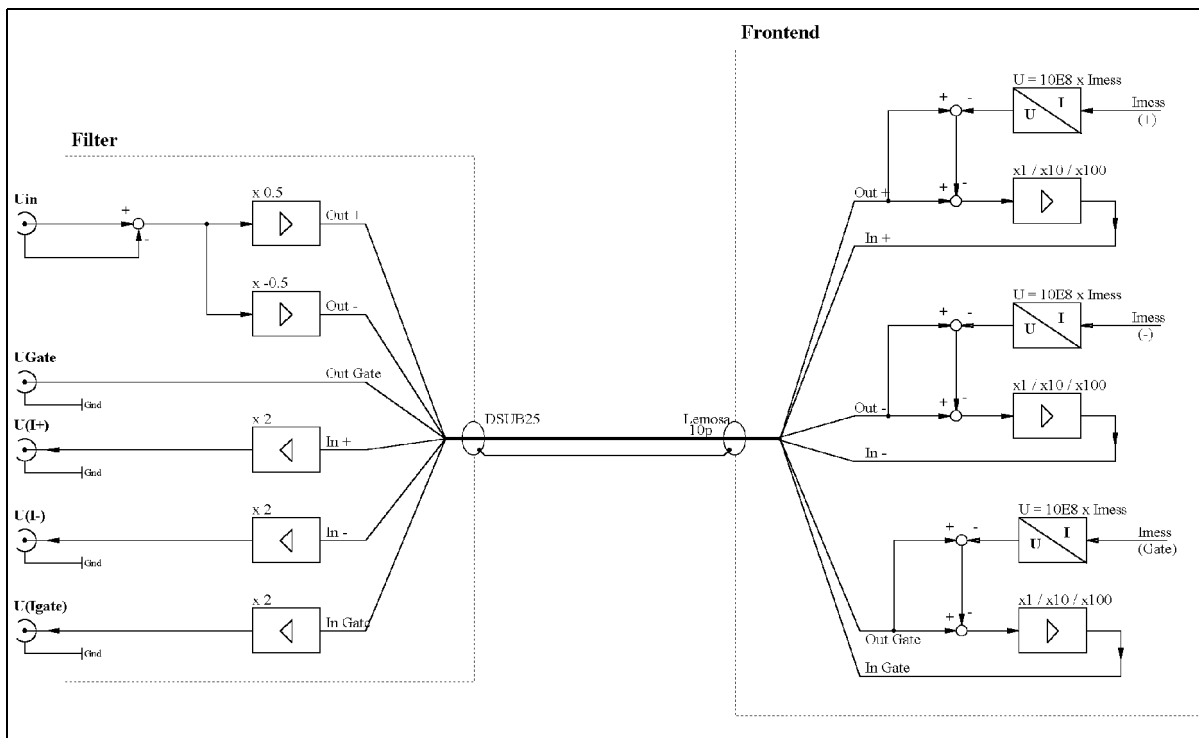 Frontend
U = 10E8 x Imess
+
-
U
I
Imess
(+)
x1 / x10 / x100
Out +
+
-
In +
U = 10E8 x Imess
+
-
U
I
Imess
(-)
x1 / x10 / x100
Out -
+
-
In -
U = 10E8 x Imess
+
-
U
I
Imess
(Gate)
x1 / x10 / x100
Out Gate
+
-
In Gate
Filter
Uin
+
-
x 0.5
Out +
x -0.5
Out -
UGate
Gnd
Out Gate
U(I+)
Gnd
x 2
In +
U(I-)
Gnd
x 2
In -
U(Igate)
Gnd
x 2
In Gate
DSUB25
Lemosa
10p